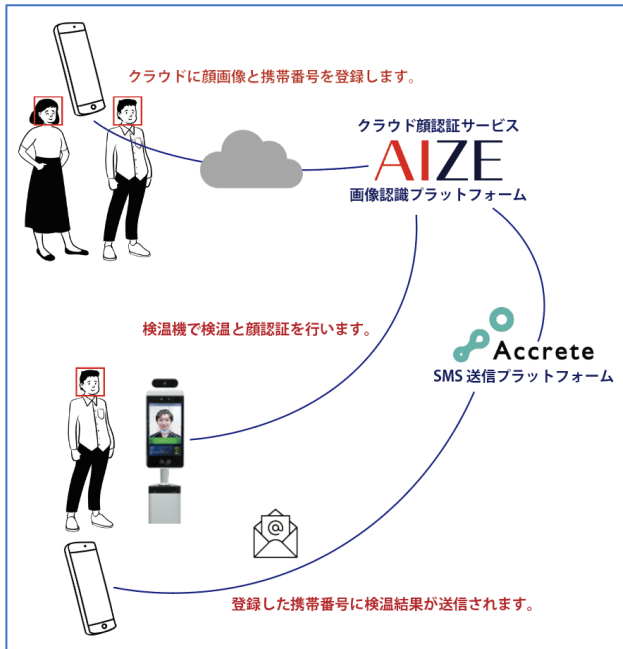 クラウドに顔画像と携帯番号を登録します。
クラウド顔認証サービス
AIZE
画像認識プラットフォーム
検温機で検温と顔認証を行います。
Accrete
SMS 送信プラットフォーム
@
登録した携帯番号に検温結果が送信されます。